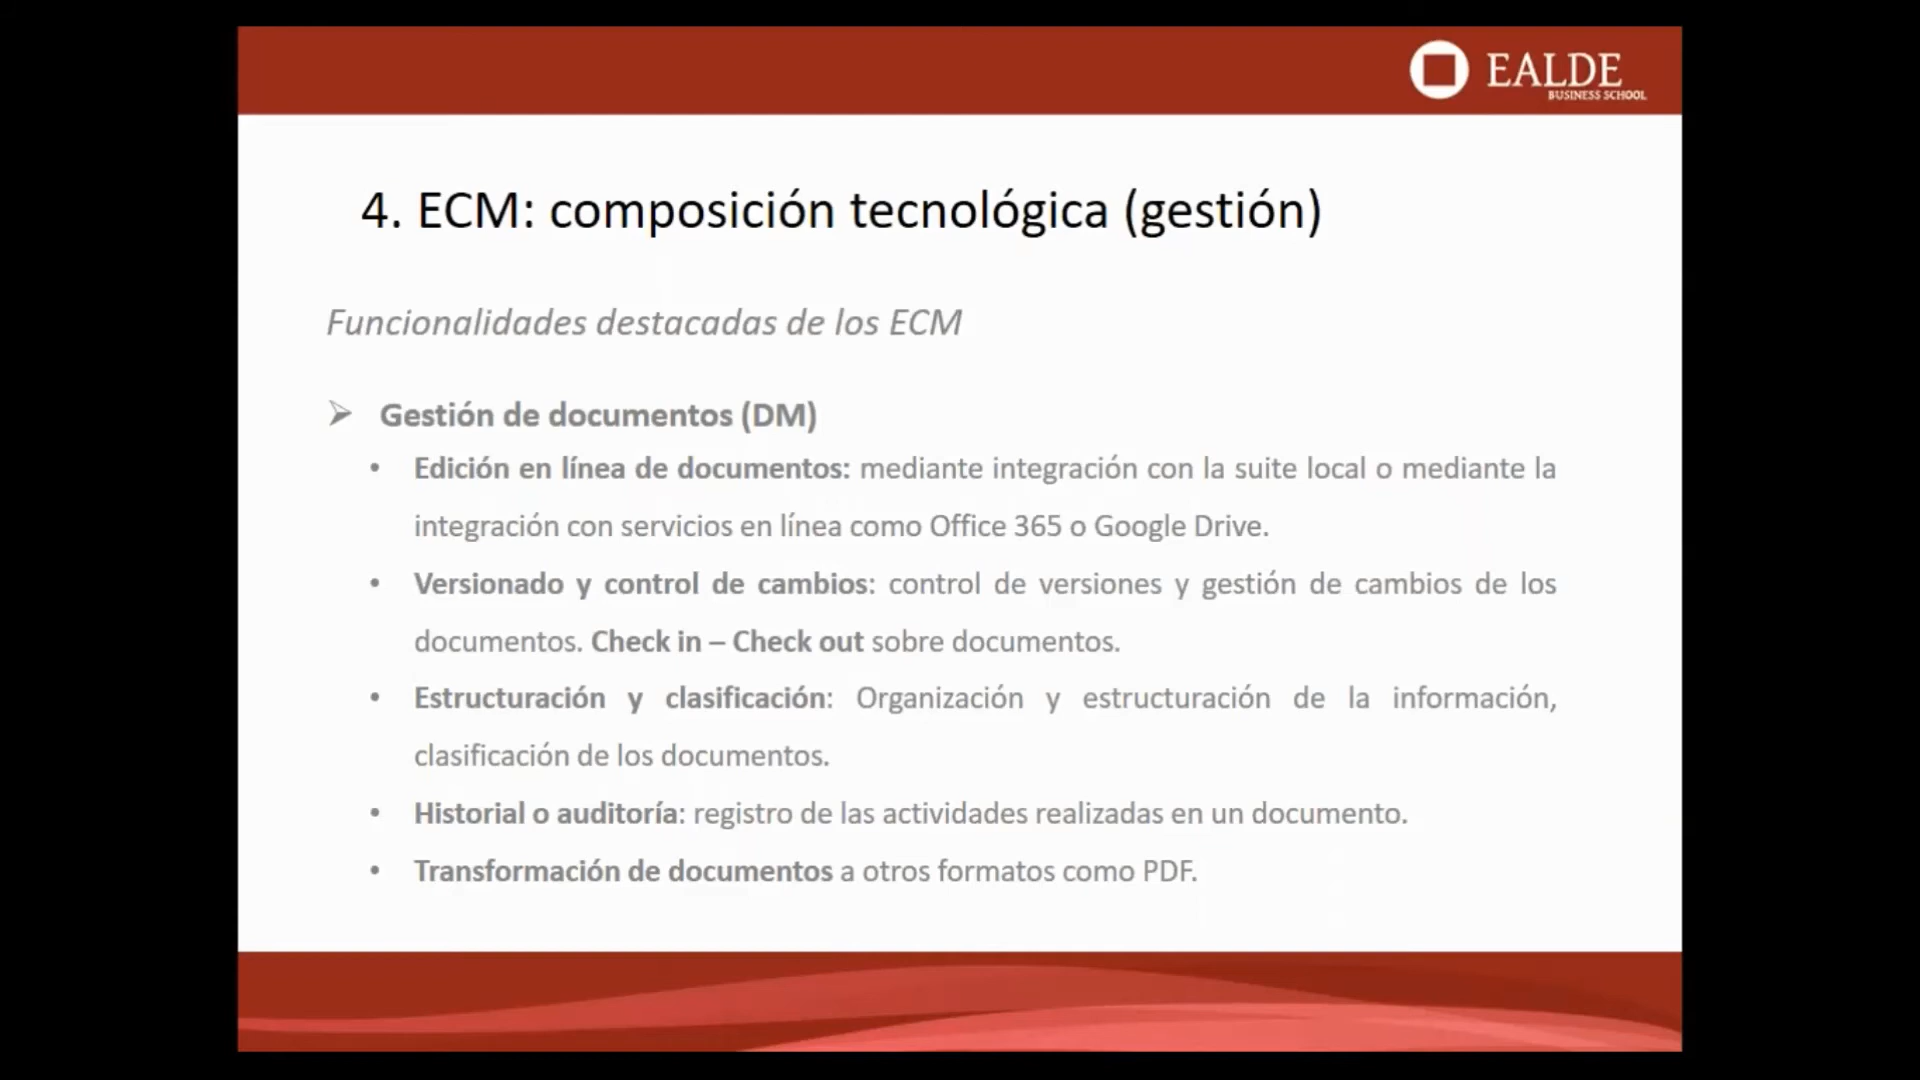 EALDE
BUSINESS SCHOOL
4. ECM: composición tecnológica (gestión)
Funcionalidades destacadas de los ECM
➢ Gestión de documentos (DM)
• Edición en línea de documentos: mediante integración con la suite local o mediante la
integración con servicios en línea como Office 365 o Google Drive.
• Versionado y control de cambios: control de versiones y gestión de cambios de los
documentos. Check in – Check out sobre documentos.
• Estructuración y clasificación: Organización y estructuración de la información,
clasificación de los documentos.
• Historial o auditoría: registro de las actividades realizadas en un documento.
• Transformación de documentos a otros formatos como PDF.